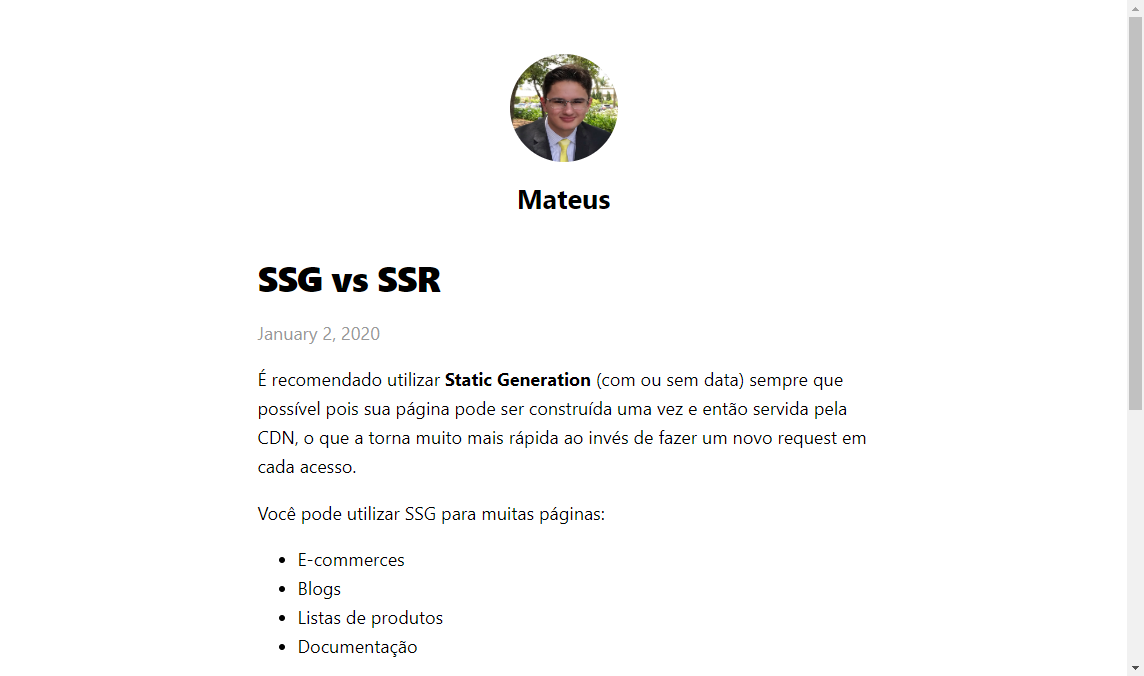 Mateus
SSG vs SSR
January 2, 2020
É recomendado utilizar Static Generation (com ou sem data) sempre que
possível pois sua página pode ser construída uma vez e então servida pela
CDN, o que a torna muito mais rápida ao invés de fazer um novo request em
cada acesso.
Você pode utilizar SSG para muitas páginas:
• E-commerces
• Blogs
• Listas de produtos
• Documentação